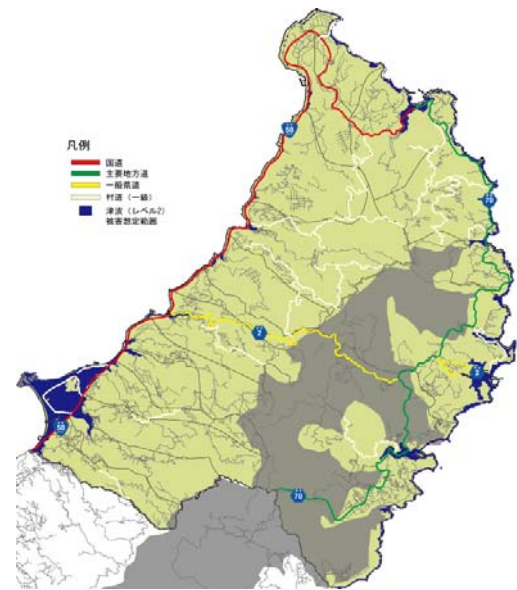 58
凡例
国道
主要地方道
一般県道
村道（一級）
津波（レベル2）
被害想定範囲
70
2
2
58
70